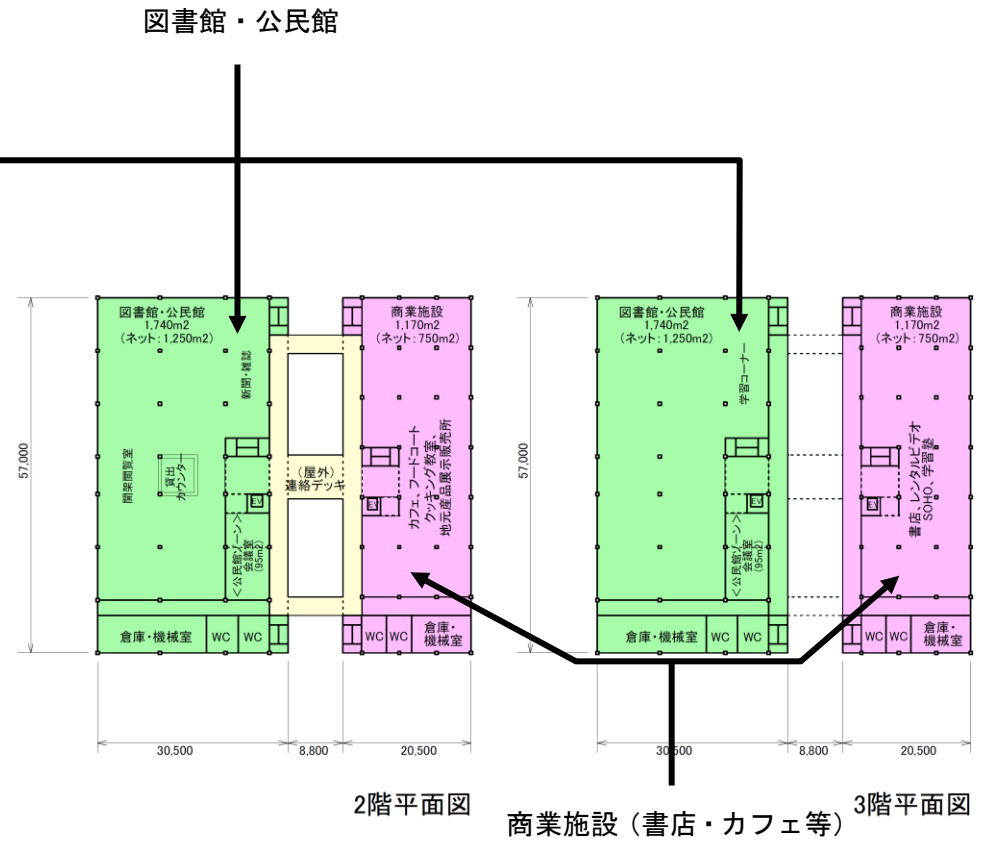 図書館・公民館
図書館・公民館
1,740m2
(ネット:1,250m2)
新聞・雑誌
開架閲覧室
貸出
カウンター
EV
<公民館ゾーン>
会議室
(95m2)
倉庫・機械室
WC
WC
(屋外)
連絡デッキ
商業施設
1,170m2
(ネット:750m2)
カフェ、フードコート
クッキング教室、
地元産品展示販売所
EV
WC
WC
倉庫・
機械室
57,000
30,500
8,800
20,500
2階平面図
図書館・公民館
1,740m2
(ネット:1,250m2)
学習コーナー
EV
<公民館ゾーン>
会議室
(95m2)
倉庫・機械室
WC
WC
商業施設
1,170m2
(ネット:750m2)
書店、レンタルビデオ
SOHO、学習塾
EV
WC
WC
倉庫・
機械室
57,000
30,500
8,800
20,500
3階平面図
商業施設(書店・カフェ等)